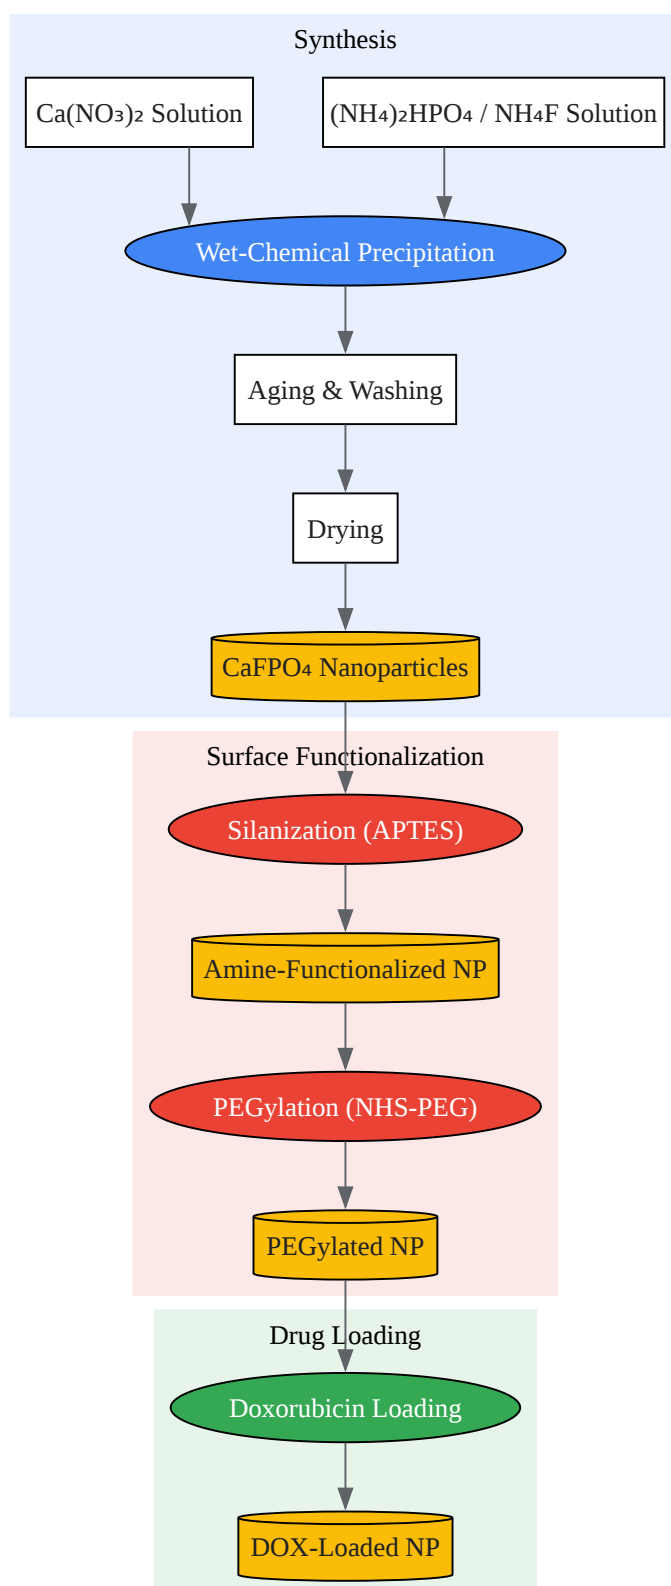 Synthesis
Ca(NO₃)₂ Solution
(NH₄)₂HPO₄ / NH₄F Solution
Wet-Chemical Precipitation
Aging & Washing
Drying
CaFPO₄ Nanoparticles
Surface Functionalization
Silanization (APTES)
Amine-Functionalized NP
PEGylation (NHS-PEG)
PEGylated NP
Drug Loading
Doxorubicin Loading
DOX-Loaded NP